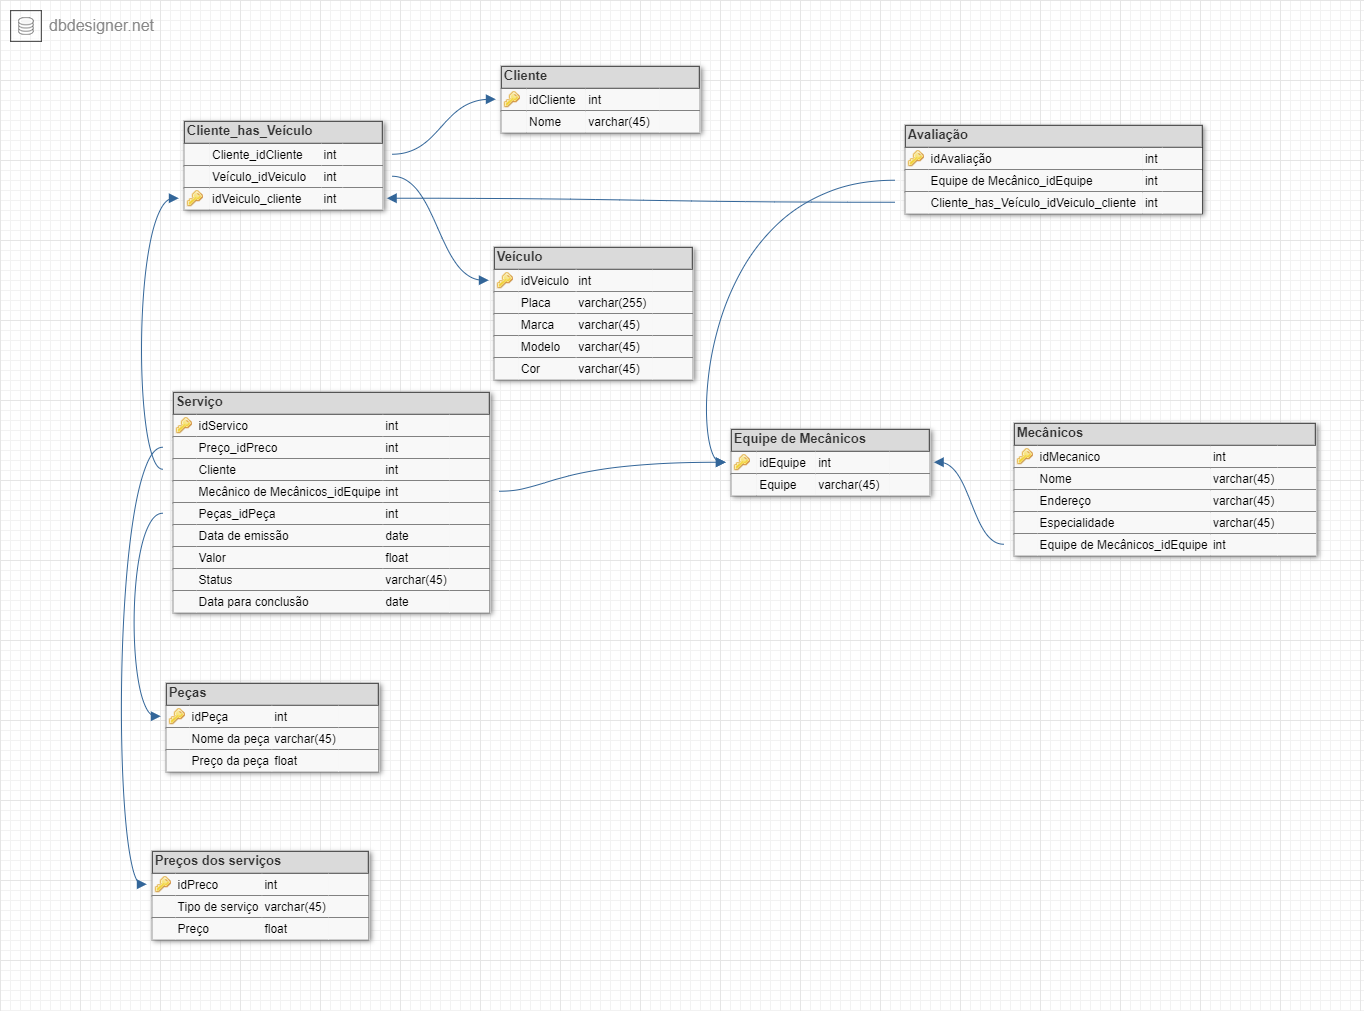 dbdesigner.net
Cliente
idCliente int
Nome varchar(45)
Cliente_has_Veículo
Cliente_idCliente int
Veículo_idVeiculo int
idVeiculo_cliente int
Avaliação
idAvaliação int
Equipe de Mecânico_idEquipe int
Cliente_has_Veículo_idVeiculo_cliente int
Veículo
idVeiculo int
Placa varchar(255)
Marca varchar(45)
Modelo varchar(45)
Cor varchar(45)
Serviço
idServico int
Preço_idPreco int
Cliente int
Mecânico de Mecânicos_idEquipe int
Peças_idPeça int
Data de emissão date
Valor float
Status varchar(45)
Data para conclusão date
Equipe de Mecânicos
idEquipe int
Equipe varchar(45)
Mecânicos
idMecanico int
Nome varchar(45)
Endereço varchar(45)
Especialidade varchar(45)
Equipe de Mecânicos_idEquipe int
Peças
idPeça int
Nome da peça varchar(45)
Preço da peça float
Preços dos serviços
idPreco int
Tipo de serviço varchar(45)
Preço float